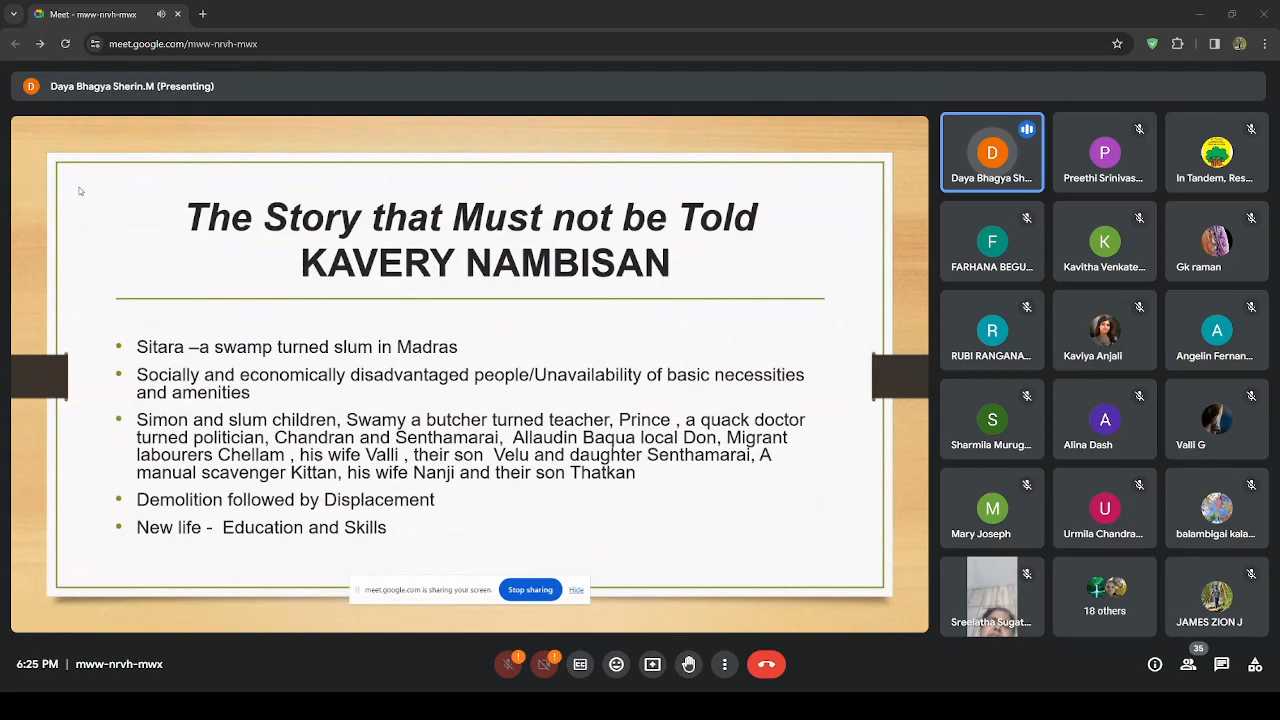 Meet - mww-nrvh-mwx
meet.google.com/mww-nrvh-mwx
D
Daya Bhagya Sherin.M (Presenting)
The Story that Must not be Told
KAVERY NAMBISAN
• Sitara –a swamp turned slum in Madras
• Socially and economically disadvantaged people/Unavailability of basic necessities
and amenities
• Simon and slum children, Swamy a butcher turned teacher, Prince , a quack doctor
turned politician, Chandran and Senthamarai,  Allaudin Baqua local Don, Migrant
labourers Chellam , his wife Valli , their son  Velu and daughter Senthamarai, A
manual scavenger Kittan, his wife Nanji and their son Thatkan
• Demolition followed by Displacement
• New life -  Education and Skills
meet.google.com is sharing your screen.
Stop sharing
Hide
D
Daya Bhagya Sh...
P
Preethi Srinivas...
In Tandem, Res...
F
FARHANA BEGU...
K
Kavitha Venkate...
Gk raman
R
RUBI RANGANA...
Kaviya Anjali
A
Angelin Fernan...
S
Sharmila Murug...
A
Alina Dash
Valli G
M
Mary Joseph
U
Urmila Chandra...
balambigai kala...
Sreelatha Sugat...
18 others
JAMES ZION J
6:25 PM | mww-nrvh-mwx
35